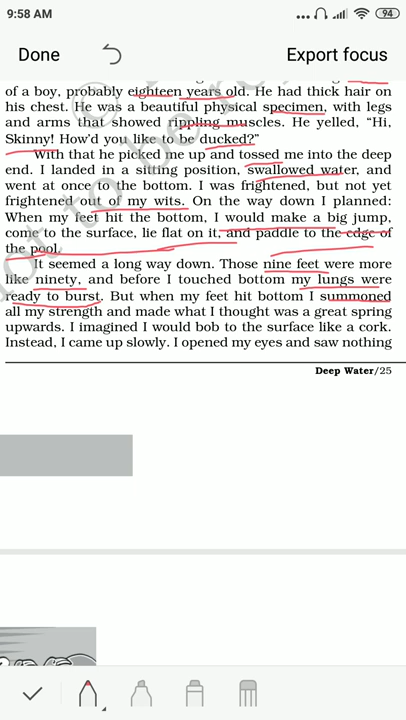 9:58 AM
94
Done
Export focus
of a boy, probably eighteen years old. He had thick hair on
his chest. He was a beautiful physical specimen, with legs
and arms that showed rippling muscles. He yelled, “Hi,
Skinny! How'd you like to be ducked?”
With that he picked me up and tossed me into the deep
end. I landed in a sitting position, swallowed water, and
went at once to the bottom. I was frightened, but not yet
frightened out of my wits. On the way down I planned:
When my feet hit the bottom, I would make a big jump,
come to the surface, lie flat on it, and paddle to the edge of
the pool.
It seemed a long way down. Those nine feet were more
like ninety, and before I touched bottom my lungs were
ready to burst. But when my feet hit bottom I summoned
all my strength and made what I thought was a great spring
upwards. I imagined I would bob to the surface like a cork.
Instead, I came up slowly. I opened my eyes and saw nothing
Deep Water/25